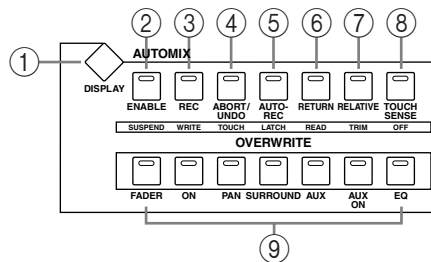 ② ③ ④ ⑤ ⑥ ⑦ ⑧
① AUTOMIX
DISPLAY
ENABLE REC ABORT/UNDO AUTO-REC RETURN RELATIVE TOUCH SENSE
SUSPEND WRITE TOUCH LATCH READ TRIM OFF
OVERWRITE
FADER ON PAN SURROUND AUX AUX ON EQ
⑨